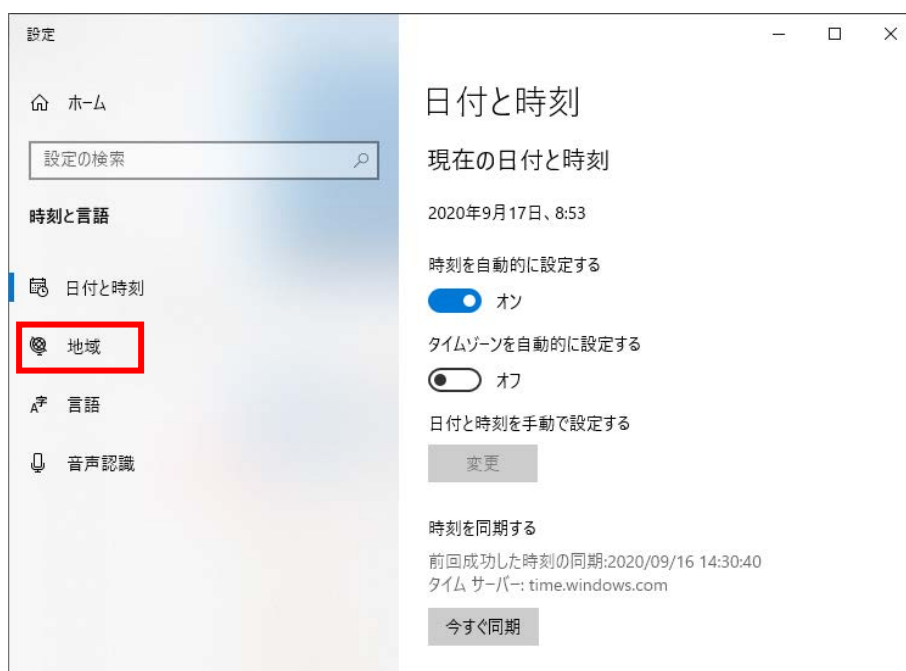 設定
ホーム
設定の検索
時刻と言語
日付と時刻
地域
言語
音声認識
日付と時刻
現在の日付と時刻
2020年9月17日、8:53
時刻を自動的に設定する
オン
タイムゾーンを自動的に設定する
オフ
日付と時刻を手動で設定する
変更
時刻を同期する
前回成功した時刻の同期:2020/09/16 14:30:40
タイム サーバー: time.windows.com
今すぐ同期